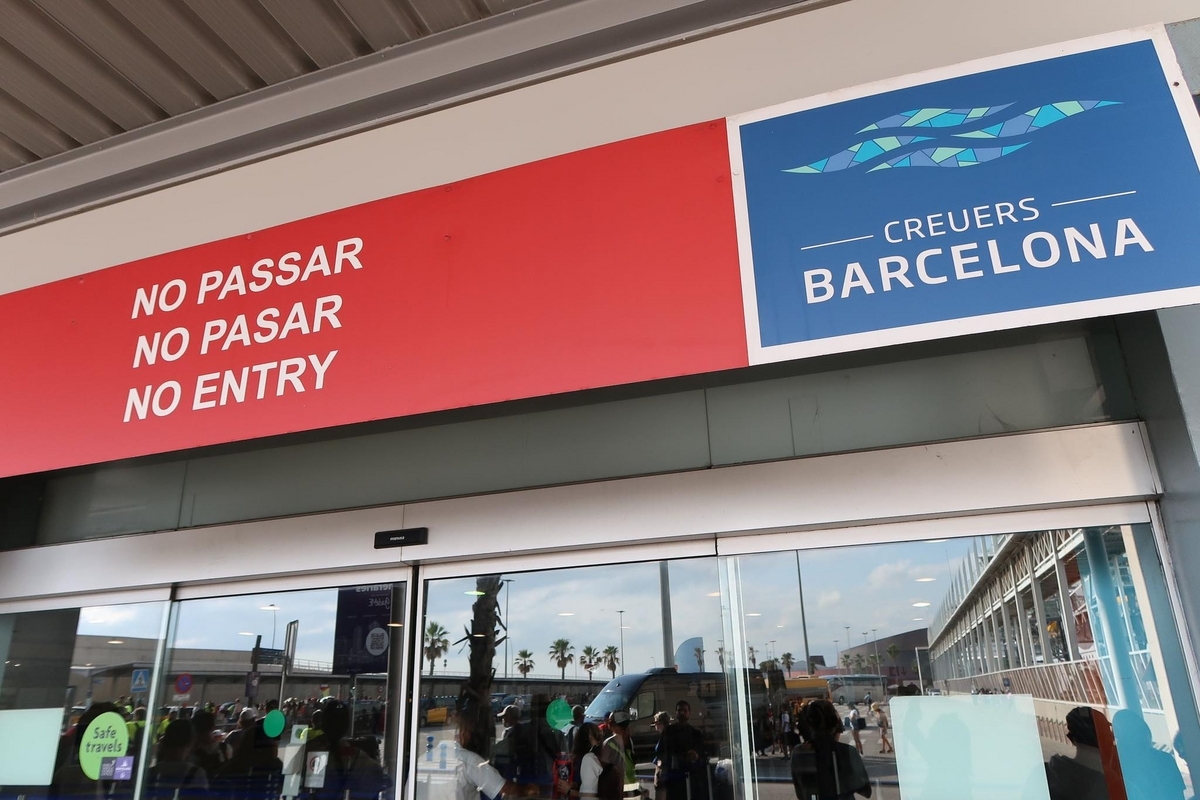 NO PASSAR
NO PASAR
NO ENTRY
CREUERS
BARCELONA
Safe
travels